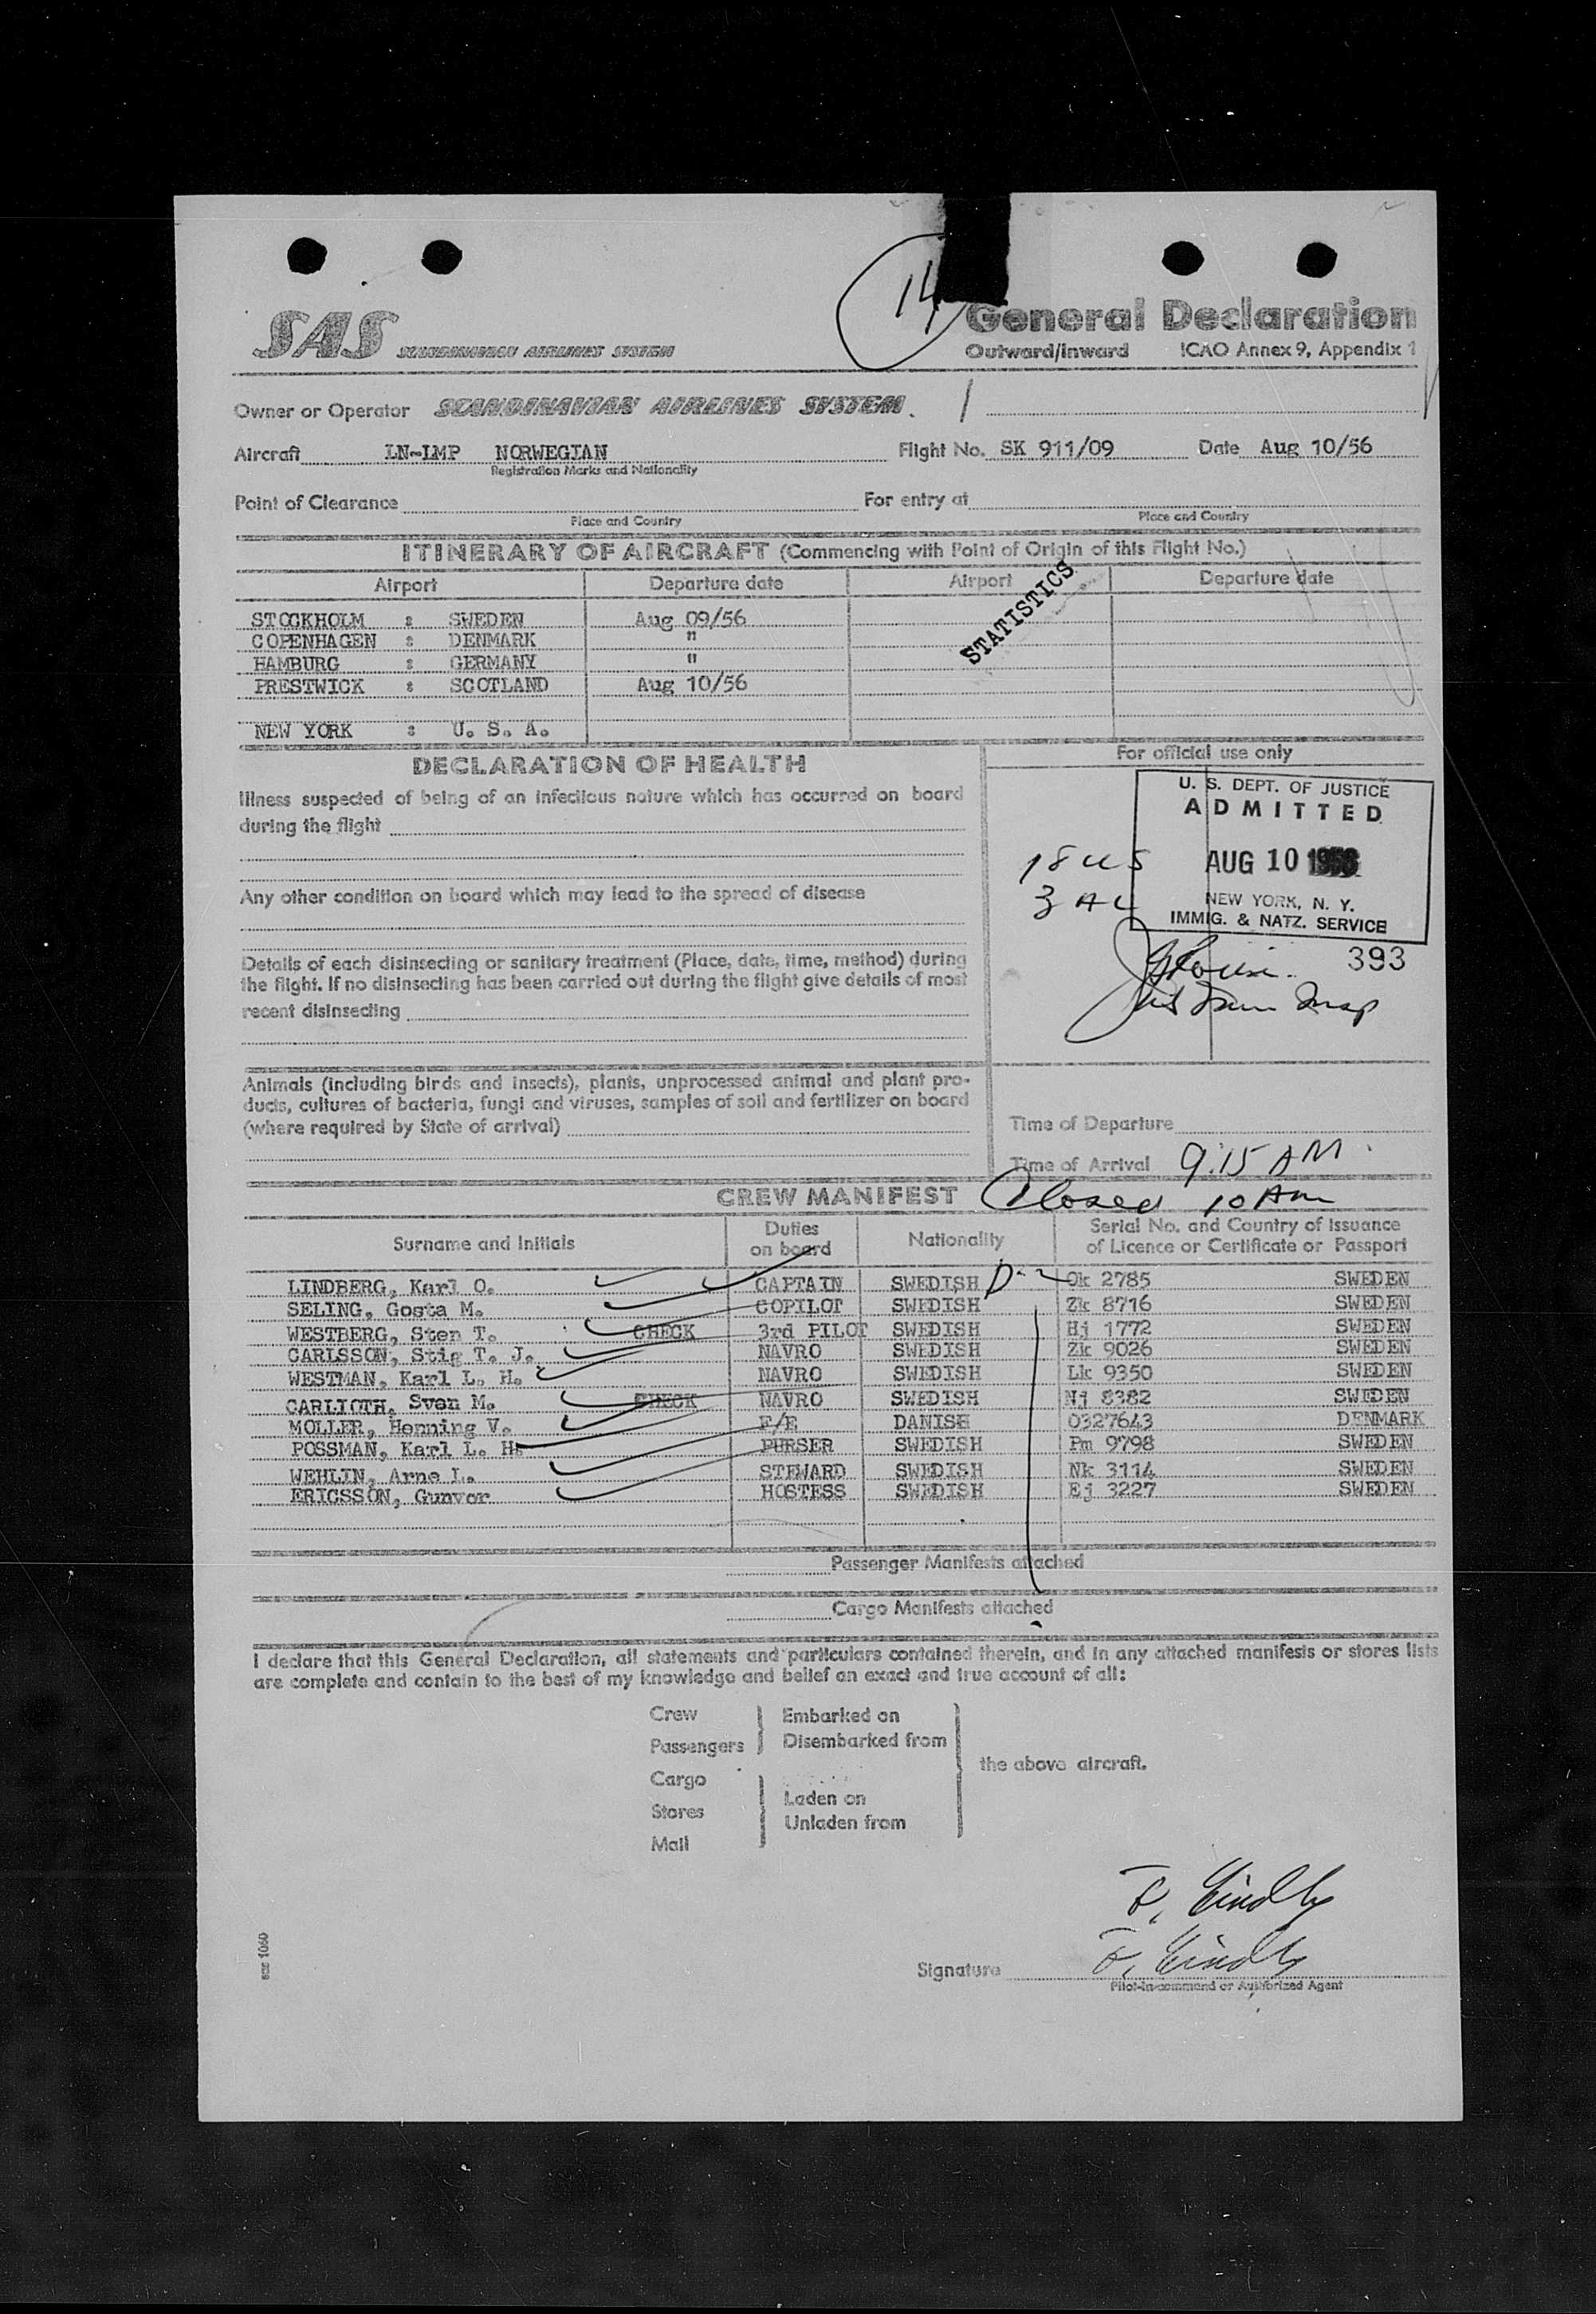 14
SAS SCANDINAVIAN AIRLINES SYSTEM
General Declaration
Outward/Inward ICAO Annex 9, Appendix 1
Owner or Operator SCANDINAVIAN AIRLINES SYSTEM.
Aircraft LN-LMP NORWEGIAN Flight No. SK 911/09 Date Aug 10/56
Registration Marks and Nationality
Point of Clearance For entry at
Place and Country Place and Country
ITINERARY OF AIRCRAFT (Commencing with Point of Origin of this Flight No.)
Airport Departure date Airport Departure date
STATISTICS
STOCKHOLM : SWEDEN Aug 09/56
COPENHAGEN : DENMARK "
HAMBURG : GERMANY "
PRESTWICK : SCOTLAND Aug 10/56
NEW YORK : U. S. A.
DECLARATION OF HEALTH
Illness suspected of being of an infectious nature which has occurred on board
during the flight
Any other condition on board which may lead to the spread of disease
Details of each disinsecting or sanitary treatment (Place, date, time, method) during
the flight. If no disinsecting has been carried out during the flight give details of most
recent disinsecting
Animals (including birds and insects), plants, unprocessed animal and plant pro-
ducts, cultures of bacteria, fungi and viruses, samples of soil and fertilizer on board
(where required by State of arrival)
For official use only
U. S. DEPT. OF JUSTICE
ADMITTED
AUG 10 1956
NEW YORK, N. Y.
IMMIG. & NATZ. SERVICE
393
18 US
3 AL
Time of Departure
Time of Arrival 9:15 AM
Closed 10 AM
CREW MANIFEST
Surname and Initials Duties on board Nationality Serial No. and Country of Issuance of Licence or Certificate or Passport
LINDBERG, Karl O. CAPTAIN SWEDISH Ok 2785 SWEDEN
SELING, Gosta M. COPILOT SWEDISH Zk 8716 SWEDEN
WESTBERG, Sten T. CHECK 3rd PILOT SWEDISH Hj 1772 SWEDEN
CARLSSON, Stig T. J. NAVRO SWEDISH Zk 9026 SWEDEN
WESTMAN, Karl L. H. NAVRO SWEDISH Lk 9350 SWEDEN
CARLIOTH, Sven M. CHECK NAVRO SWEDISH Nj 8382 SWEDEN
MOLLER, Henning V. F/E DANISH 0327643 DENMARK
POSSMAN, Karl L. H. PURSER SWEDISH Pm 9798 SWEDEN
WEHLIN, Arne L. STEWARD SWEDISH Nk 3114 SWEDEN
ERICSSON, Gunvor HOSTESS SWEDISH Ej 3227 SWEDEN
Passenger Manifests attached
Cargo Manifests attached
I declare that this General Declaration, all statements and particulars contained therein, and in any attached manifests or stores lists
are complete and contain to the best of my knowledge and belief an exact and true account of all:
Crew
Passengers
Embarked on
Disembarked from
Cargo
Stores
Mail
Laden on
Unladen from
the above aircraft.
Signature
Pilot-in-command or Authorized Agent